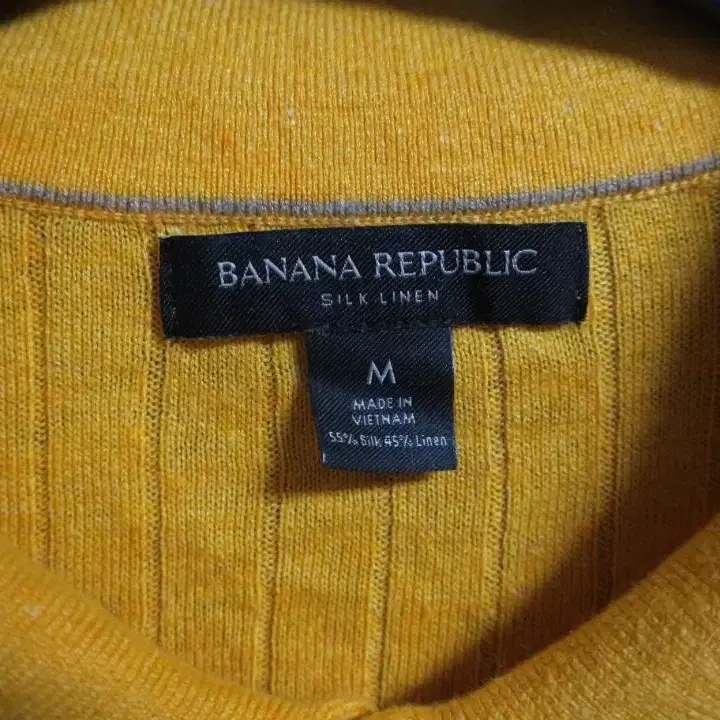 BANANA REPUBLIC
SILK LINEN
M
MADE IN
VIETNAM
55% Silk 45% Linen